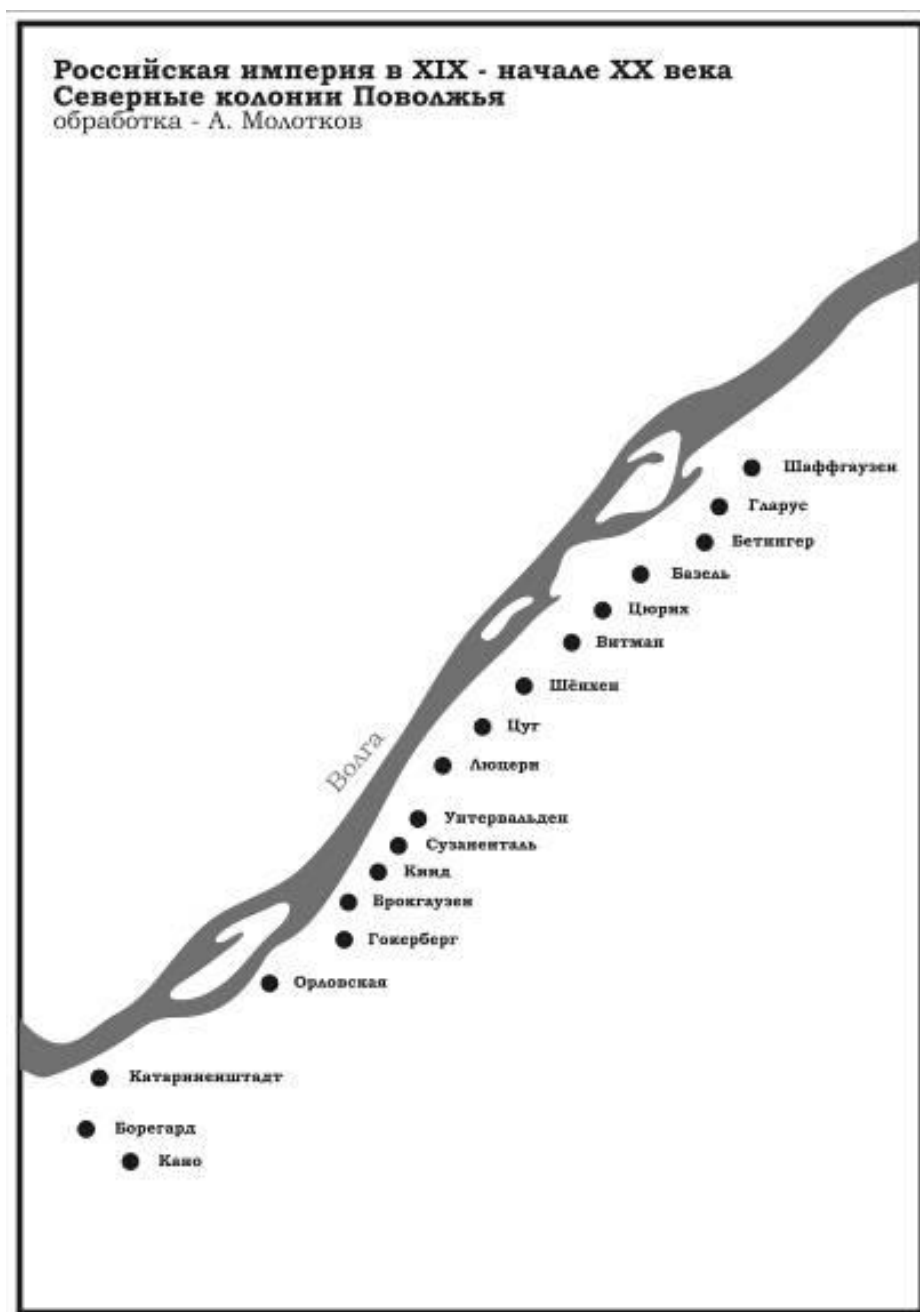 Российская империя в XIX - начале XX века
Северные колонии Поволжья
обработка - А. Молотков
Шаффгаузен
Гларус
Бетингер
Базель
Цюрих
Витман
Шёнхен
Цуг
Волга
Люцерн
Унтервальден
Сузаненталь
Кинд
Брокгаузен
Гокерберг
Орловская
Катариненштадт
Борегард
Кано